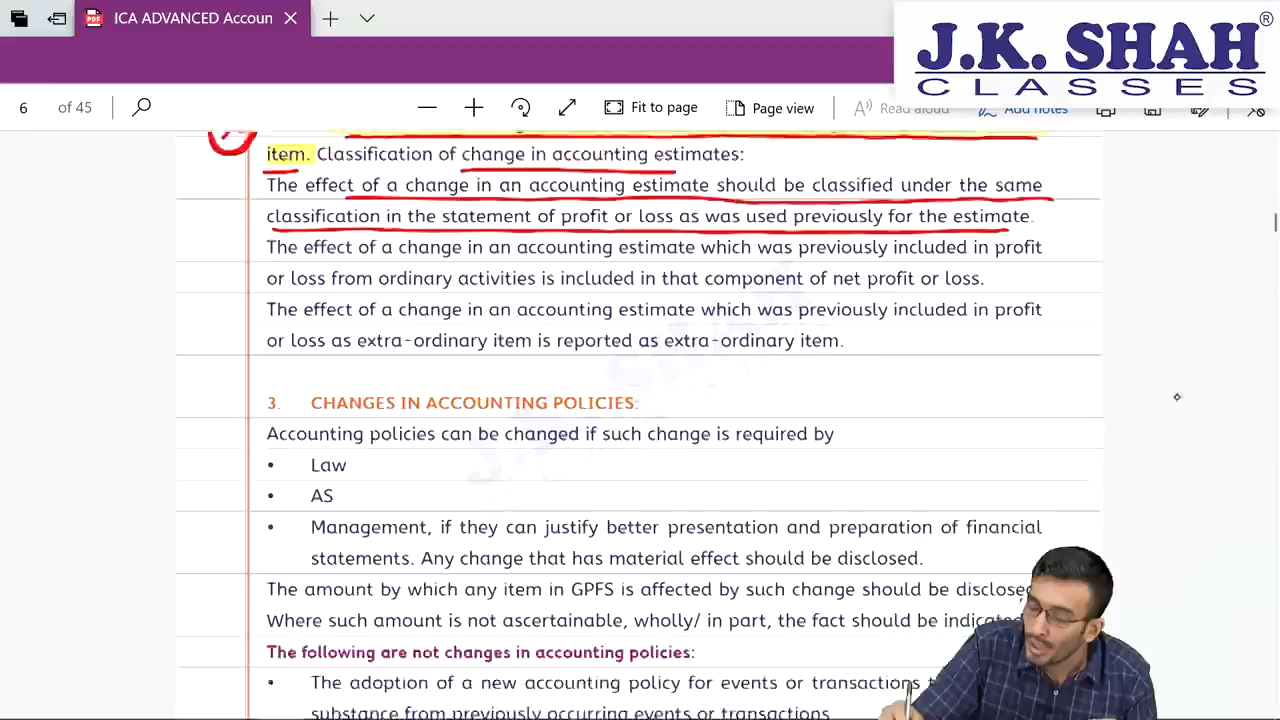 ICA ADVANCED Accoun
J.K. SHAH®
CLASSES
6 of 45
Fit to page
Page view
Read aloud
Add notes
item. Classification of change in accounting estimates:
The effect of a change in an accounting estimate should be classified under the same
classification in the statement of profit or loss as was used previously for the estimate.
The effect of a change in an accounting estimate which was previously included in profit
or loss from ordinary activities is included in that component of net profit or loss.
The effect of a change in an accounting estimate which was previously included in profit
or loss as extra-ordinary item is reported as extra-ordinary item.
3. CHANGES IN ACCOUNTING POLICIES:
Accounting policies can be changed if such change is required by
• Law
• AS
• Management, if they can justify better presentation and preparation of financial
statements. Any change that has material effect should be disclosed.
The amount by which any item in GPFS is affected by such change should be disclosed
Where such amount is not ascertainable, wholly/ in part, the fact should be indicated
The following are not changes in accounting policies:
• The adoption of a new accounting policy for events or transactions
substance from previously occurring events or transactions